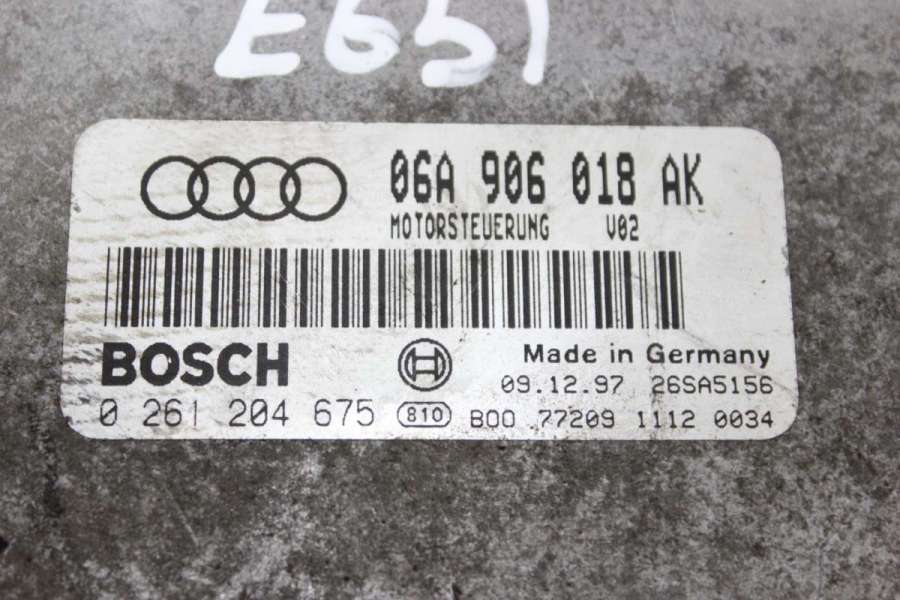 E651
06A 906 018 AK
MOTORSTEUERUNG V02
BOSCH
Made in Germany
09.12.97 26SA5156
0 261 204 675 810 B00 77209 1112 0034